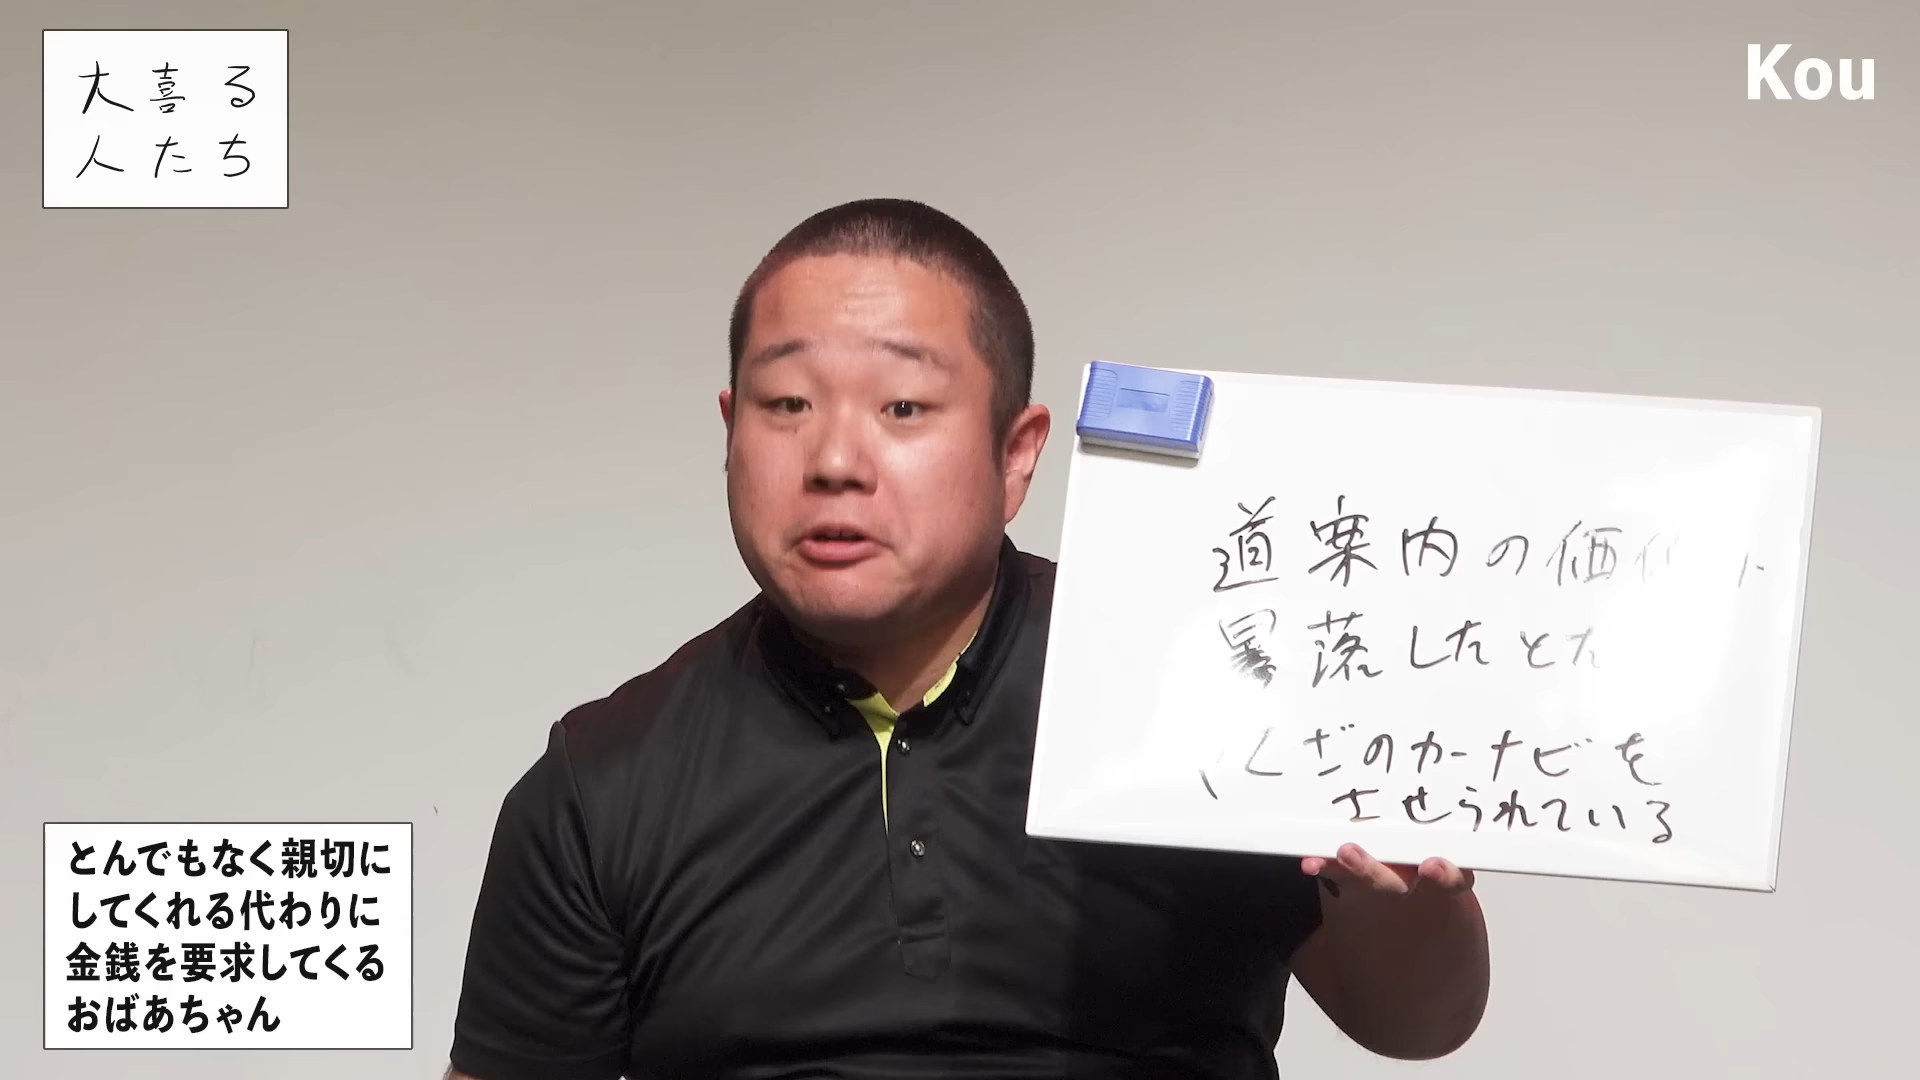 大喜る
人たち
Kou
道案内の価値
暴落したとた
くざのカーナビを
させられている
とんでもなく親切に
してくれる代わりに
金銭を要求してくる
おばあちゃん